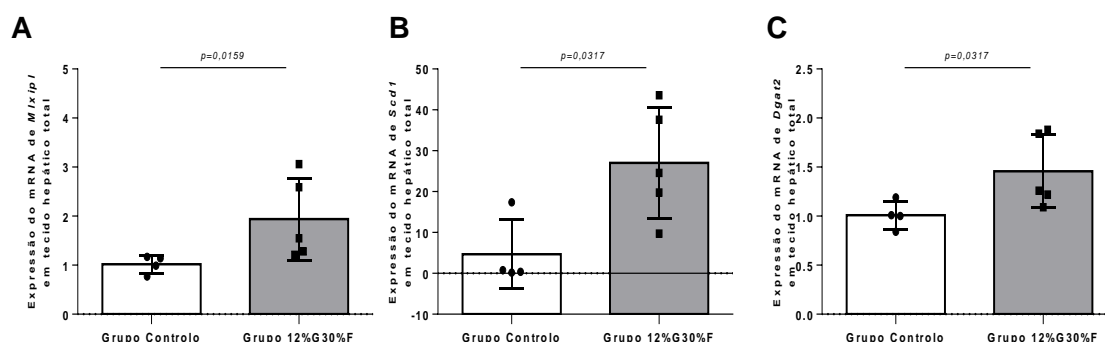 A
B
C
p=0,0159
p=0,0317
p=0,0317
Expressão do mRNA de Mlxipl
em tecido hepático total
5
4
3
2
1
0
Grupo Controlo
Grupo 12%G30%F
Expressão do mRNA de Scd1
em tecido hepático total
50
40
30
20
10
0
-10
Grupo Controlo
Grupo 12%G30%F
Expressão do mRNA de Dgat2
em tecido hepático total
2.5
2.0
1.5
1.0
0.5
0.0
Grupo Controlo
Grupo 12%G30%F